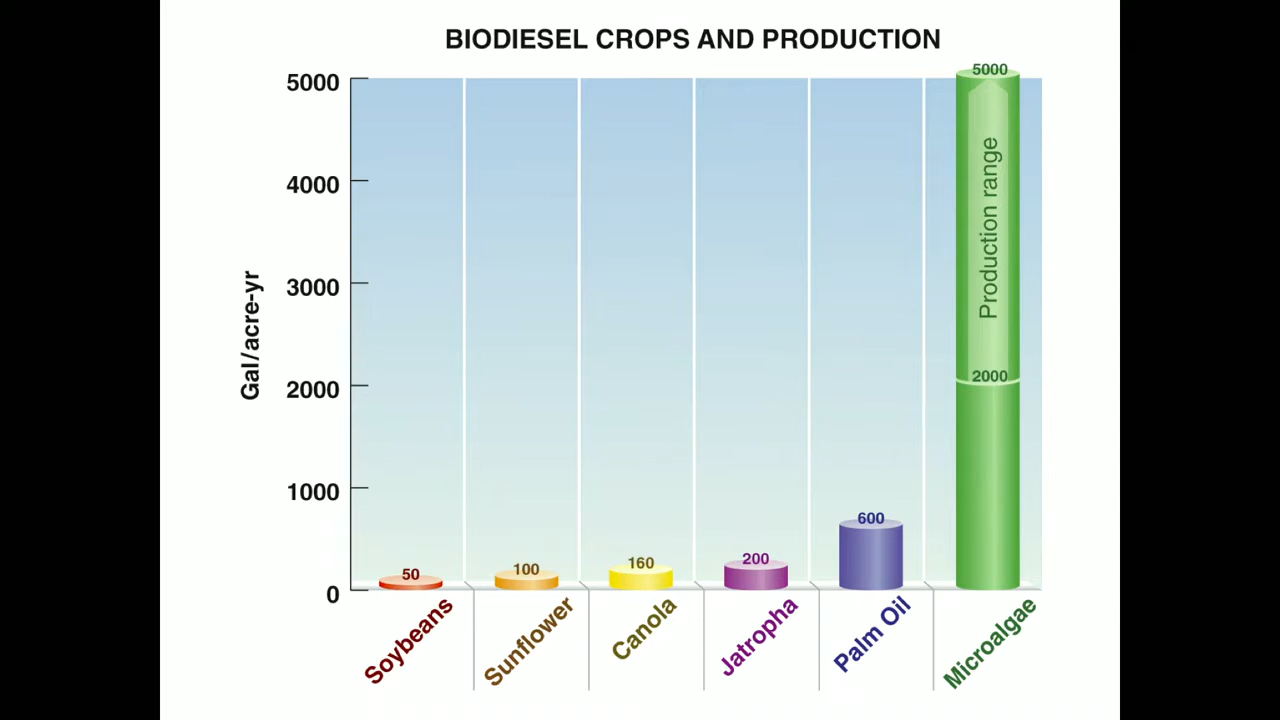 BIODIESEL CROPS AND PRODUCTION
Gal/acre-yr
5000
4000
3000
2000
1000
0
50
100
160
200
600
5000
Production range
2000
Soybeans
Sunflower
Canola
Jatropha
Palm Oil
Microalgae